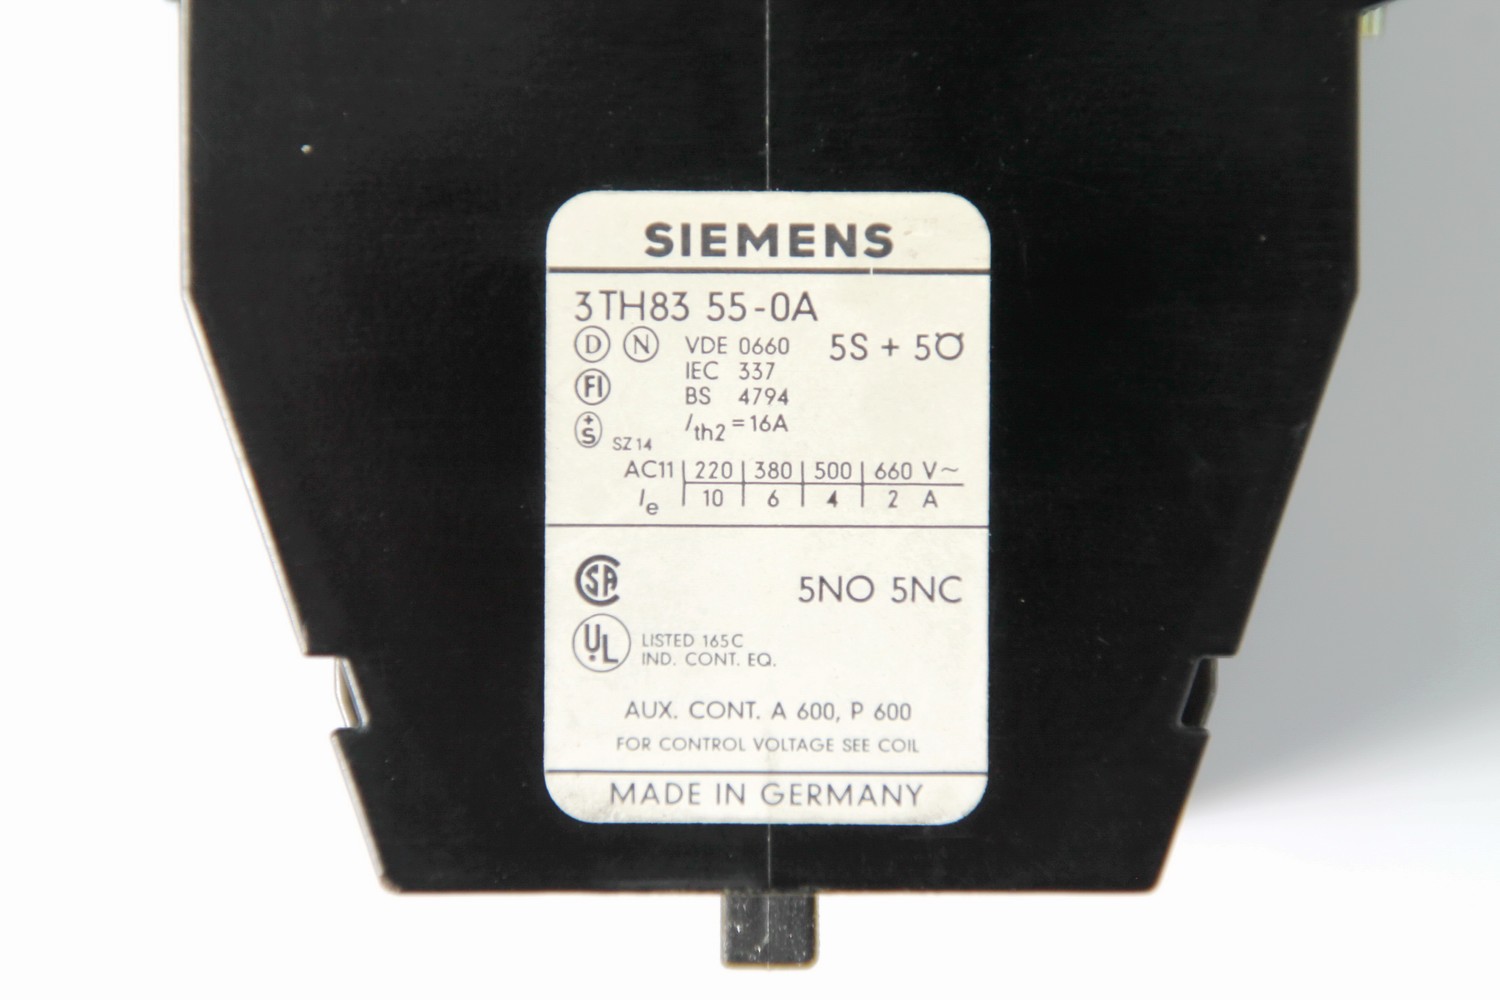 SIEMENS
3TH83 55-0A
D N VDE 0660 5S + 5Ö
IEC 337
FI BS 4794
+S SZ14 Ith2 = 16A
AC11 | 220 | 380 | 500 | 660 V~
Ie | 10 | 6 | 4 | 2 A
CSA 5NO 5NC
UL LISTED 165C
IND. CONT. EQ.
AUX. CONT. A 600, P 600
FOR CONTROL VOLTAGE SEE COIL
MADE IN GERMANY